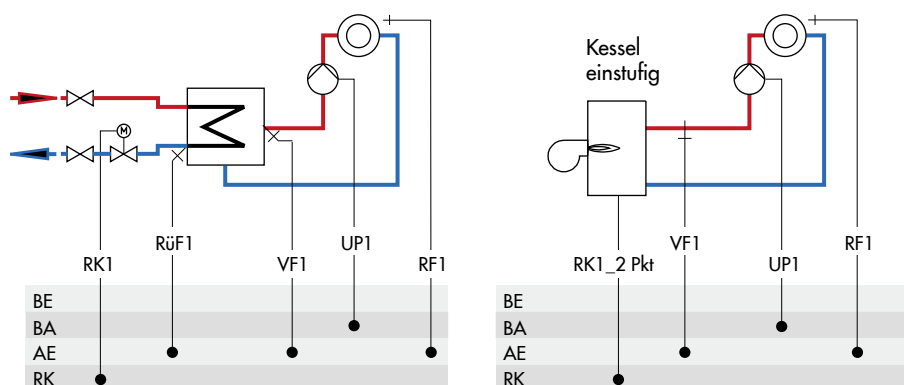 Kessel
einstufig
M
RK1
RüF1
VF1
UP1
RF1
BE
BA
AE
RK
RK1_2 Pkt
VF1
UP1
RF1
BE
BA
AE
RK